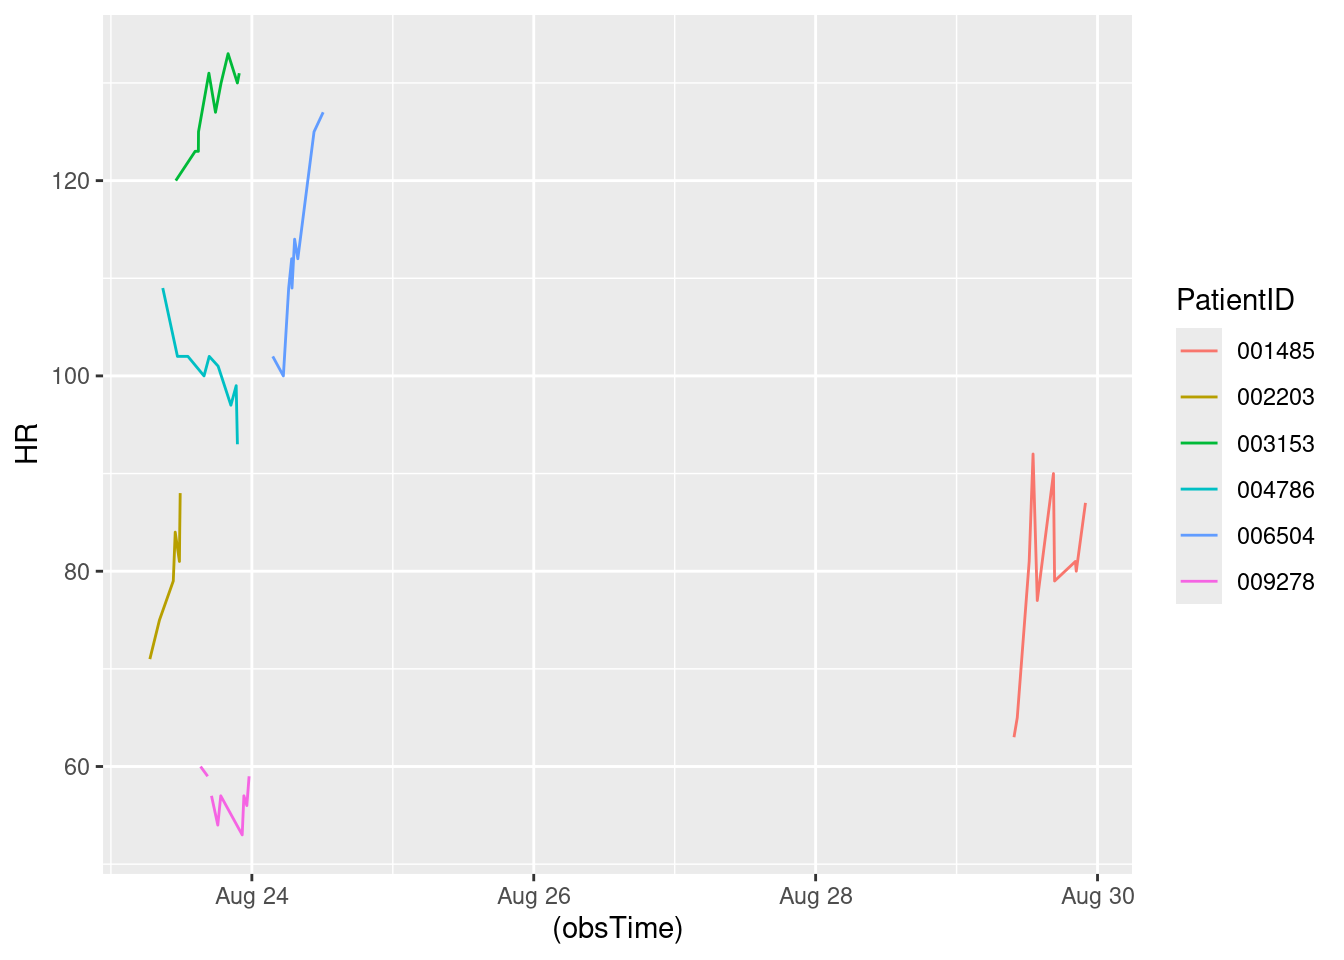 120
100
80
60
HR
Aug 24
Aug 26
Aug 28
Aug 30
(obsTime)
PatientID
001485
002203
003153
004786
006504
009278